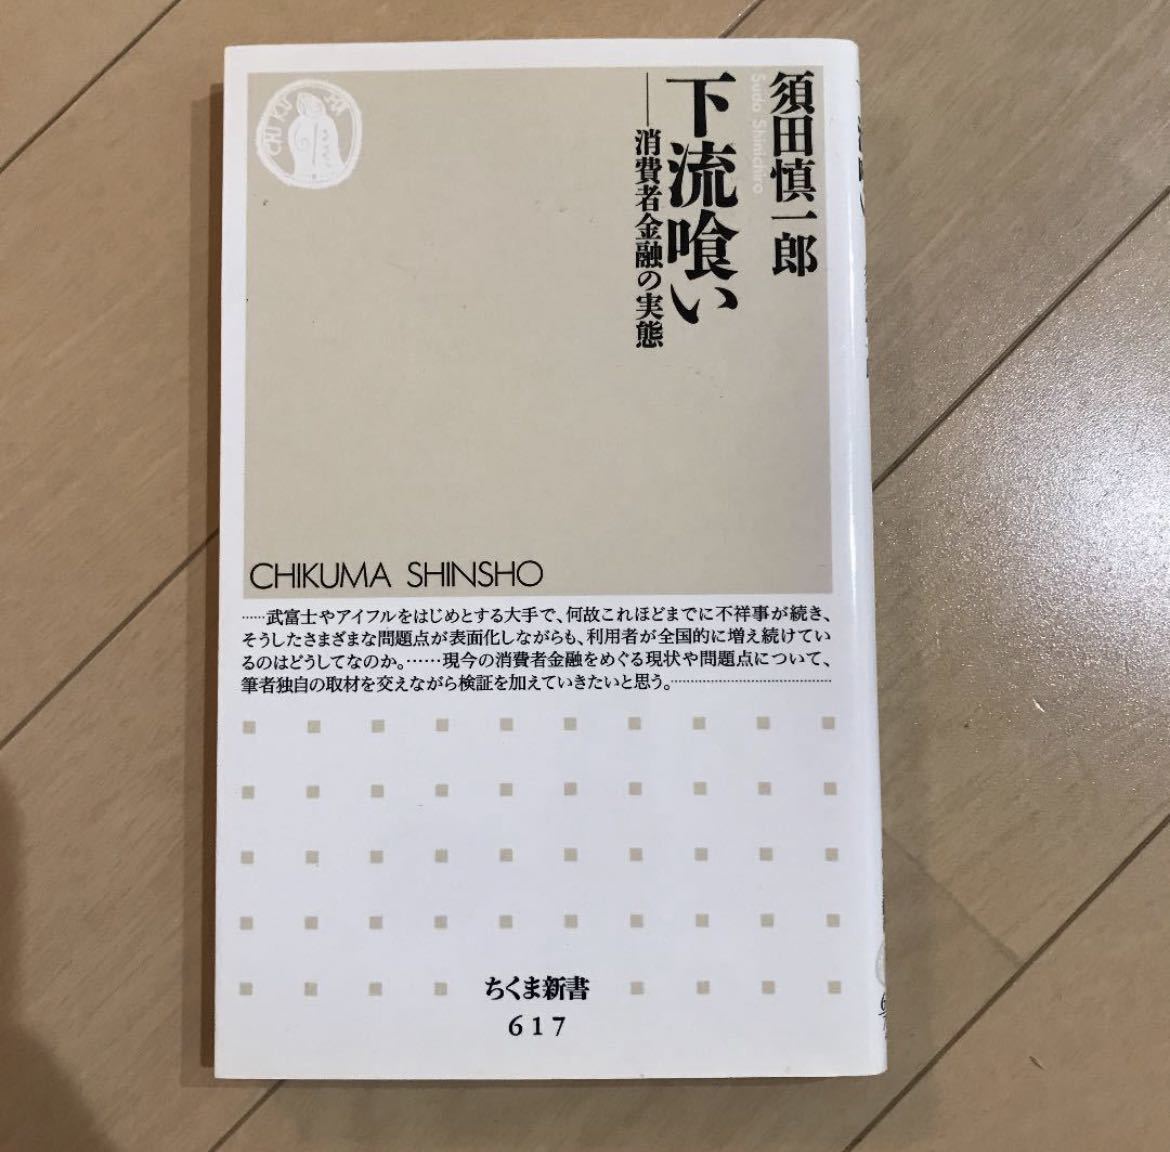 須田慎一郎
Suda Shinichiro
下流喰い
──消費者金融の実態
CHIKUMA SHINSHO
……武富士やアイフルをはじめとする大手で、何故これほどまでに不祥事が続き、
そうしたさまざまな問題点が表面化しながらも、利用者が全国的に増え続けてい
るのはどうしてなのか。……現今の消費者金融をめぐる現状や問題点について、
筆者独自の取材を交えながら検証を加えていきたいと思う。……………………
ちくま新書
617